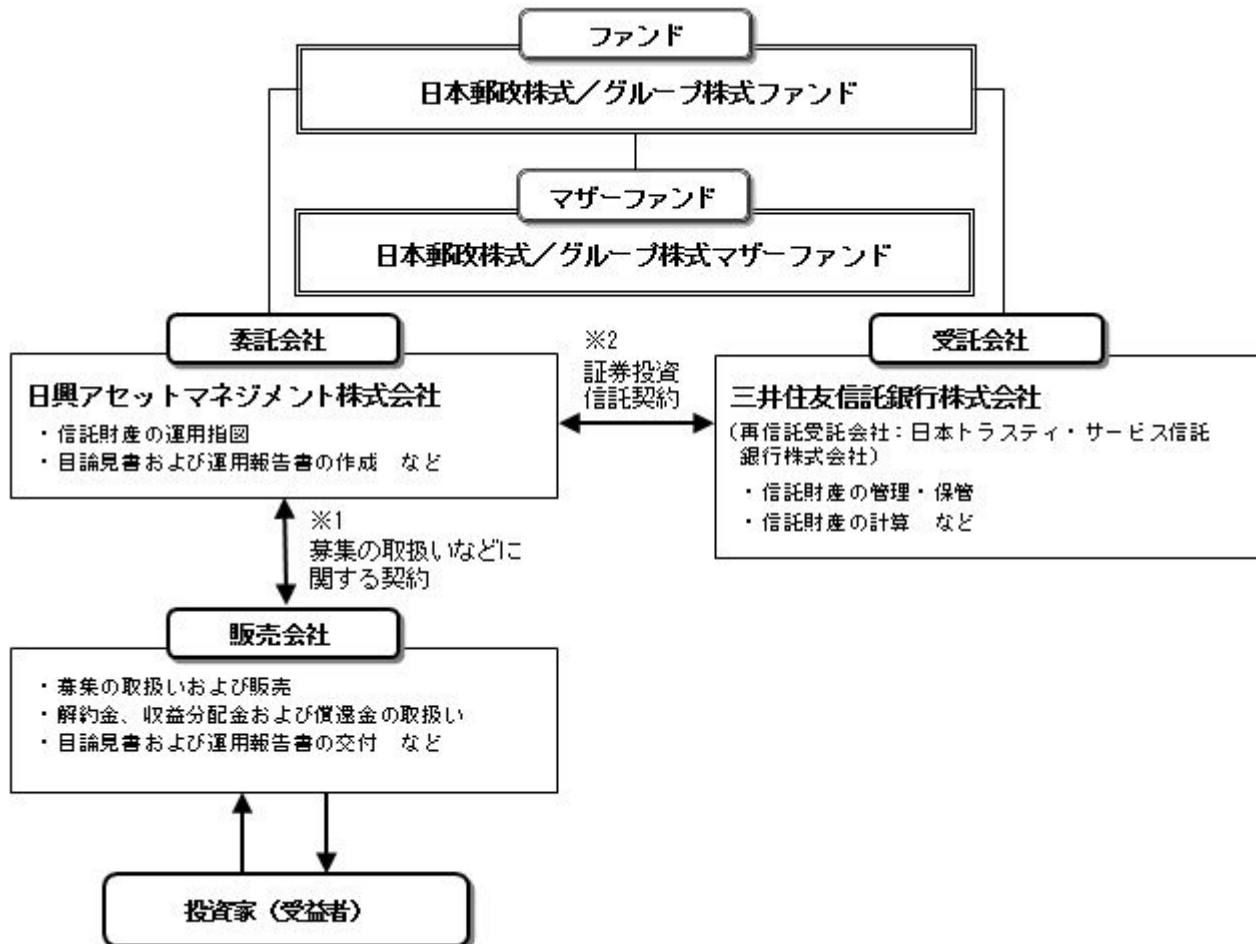 ファンド
日本郵政株式／グループ株式ファンド
マザーファンド
日本郵政株式／グループ株式マザーファンド
委託会社
日興アセットマネジメント株式会社
・信託財産の運用指図
・目論見書および運用報告書の作成　など
※2
証券投資
信託契約
受託会社
三井住友信託銀行株式会社
（再信託受託会社：日本トラスティ・サービス信託
銀行株式会社）
・信託財産の管理・保管
・信託財産の計算　など
※1
募集の取扱いなどに
関する契約
販売会社
・募集の取扱いおよび販売
・解約金、収益分配金および償還金の取扱い
・目論見書および運用報告書の交付　など
投資家（受益者）